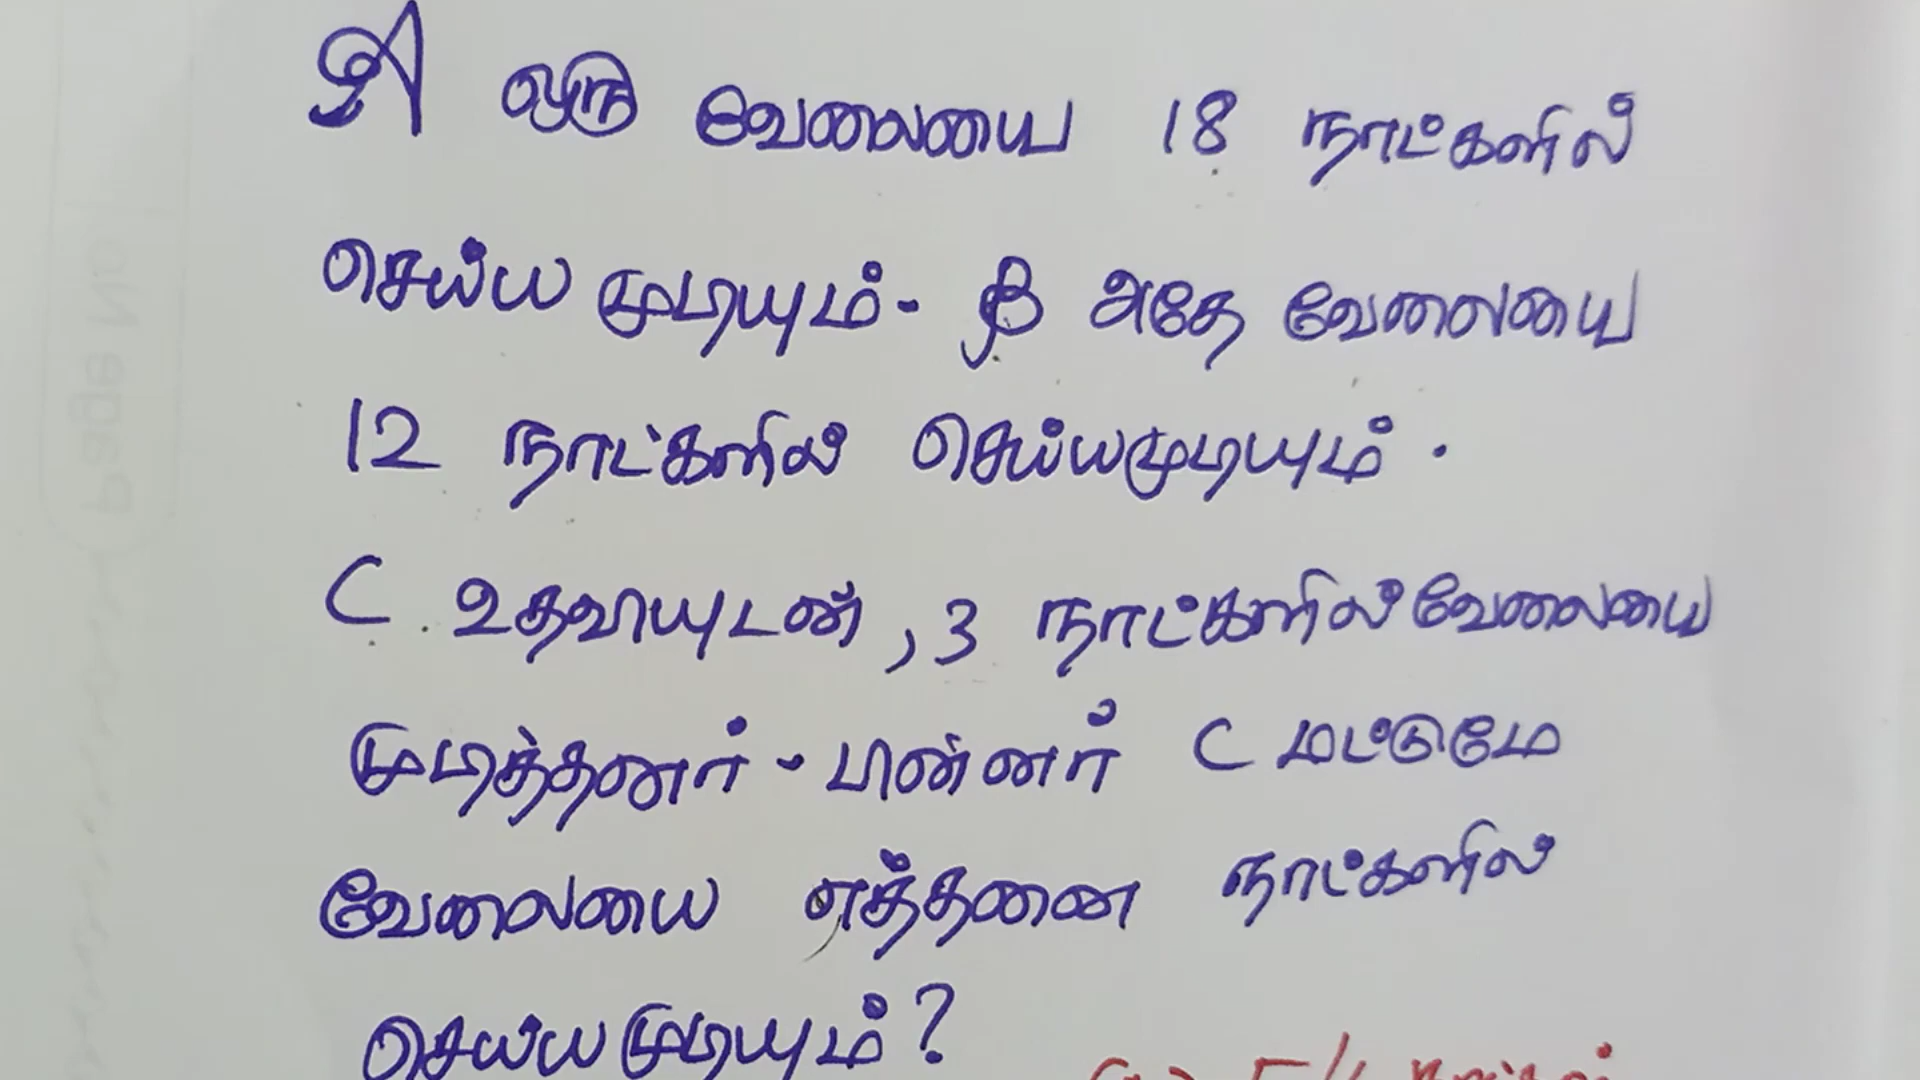 A ஒரு வேலையை 18 நாட்களில்
செய்ய முடியும். B அதே வேலையை
12 நாட்களில் செய்யமுடியும்.
C உதவியுடன், 3 நாட்களில் வேலையை
முடித்தனர். பின்னர் C மட்டுமே
வேலையை எத்தனை நாட்களில்
செய்ய முடியும்?